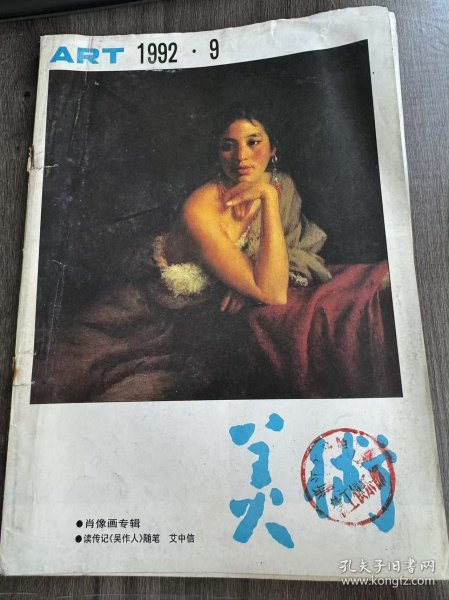 ART 1992·9
美術
●肖像画专辑
●读传记《吴作人》随笔 艾中信
孔夫子旧书网
book.kongfz.com